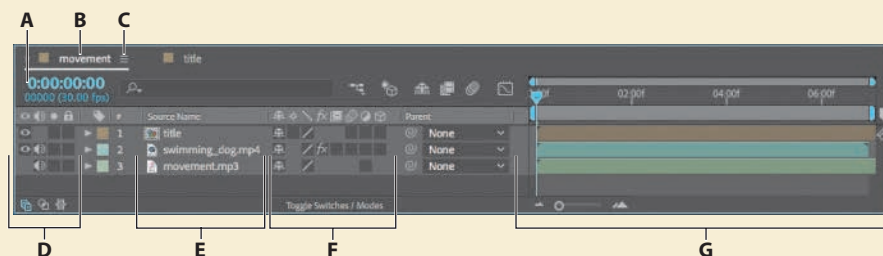 A B C
movement title
0:00:00:00
00000 (30.00 fps)
02:00f 04:00f 06:00f
# Source Name Parent
1 title None
2 swimming_dog.mp4 fx None
3 movement.mp3 None
Toggle Switches / Modes
D E F G